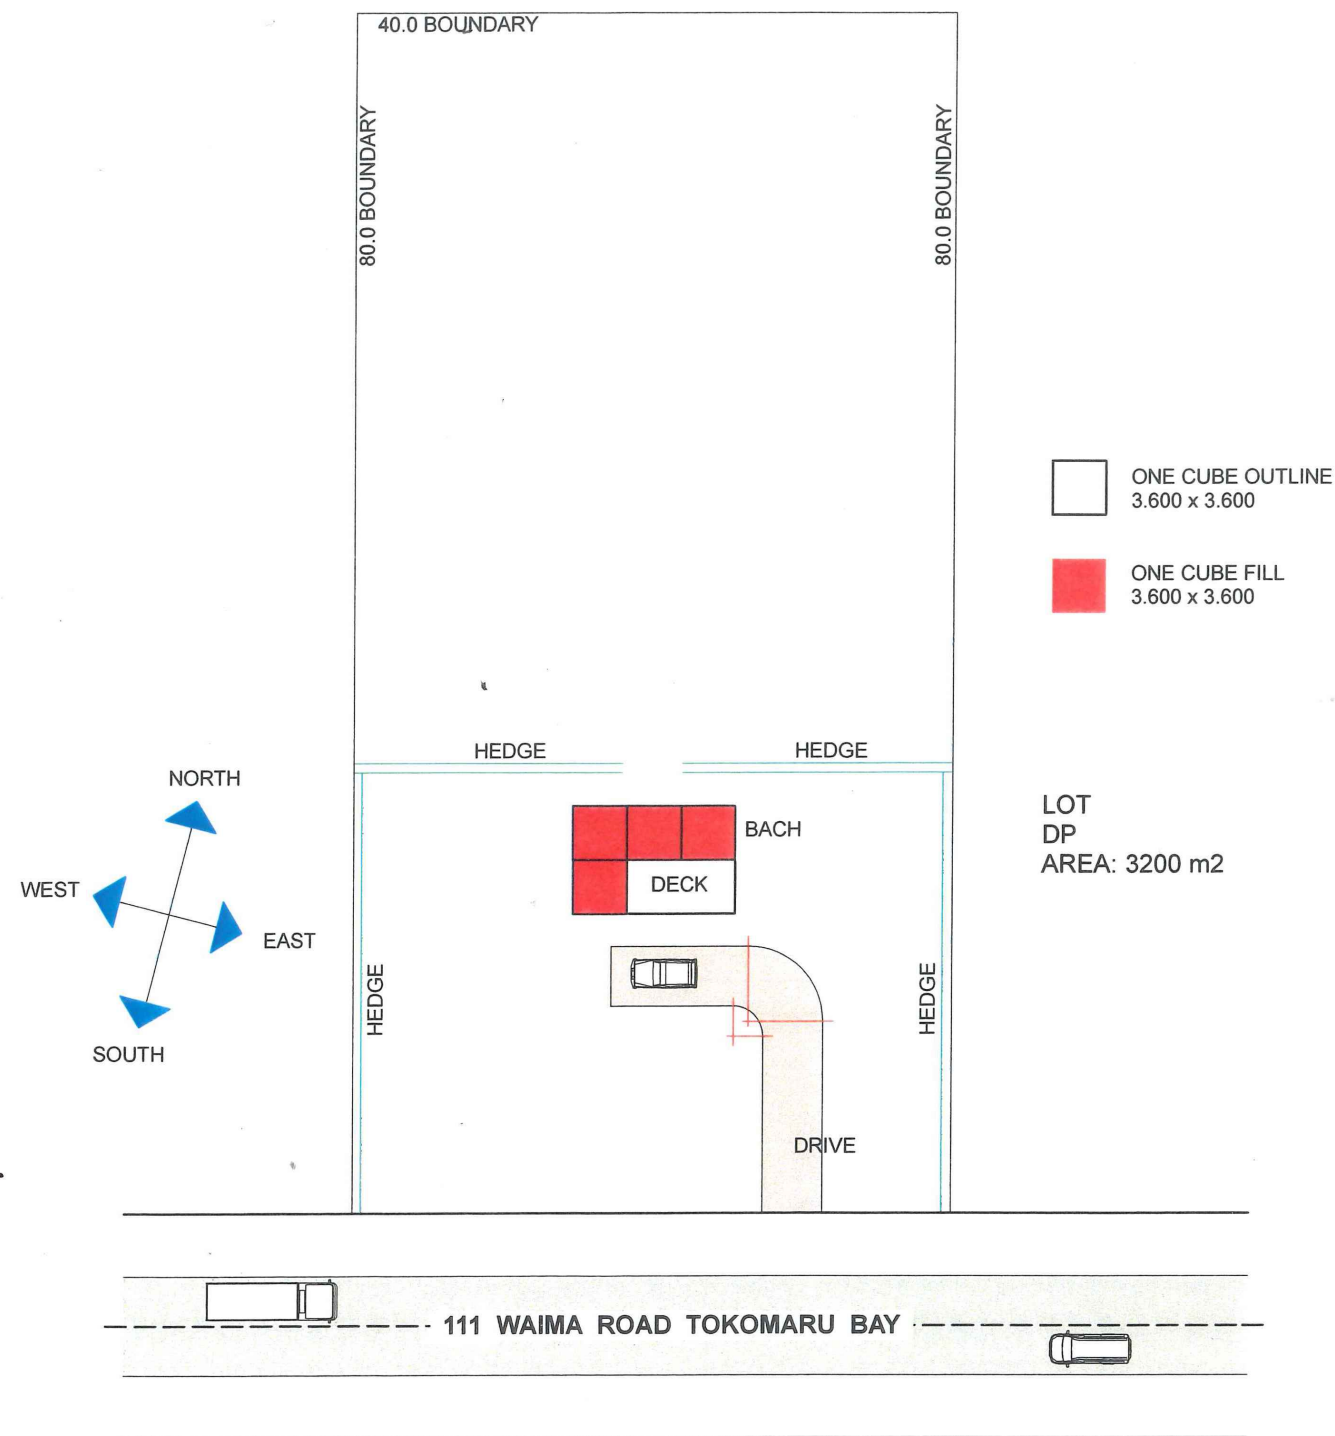 40.0 BOUNDARY
80.0 BOUNDARY
80.0 BOUNDARY
ONE CUBE OUTLINE
3.600 x 3.600
ONE CUBE FILL
3.600 x 3.600
HEDGE
HEDGE
NORTH
WEST
EAST
SOUTH
BACH
DECK
LOT
DP
AREA: 3200 m2
HEDGE
HEDGE
DRIVE
111 WAIMA ROAD TOKOMARU BAY